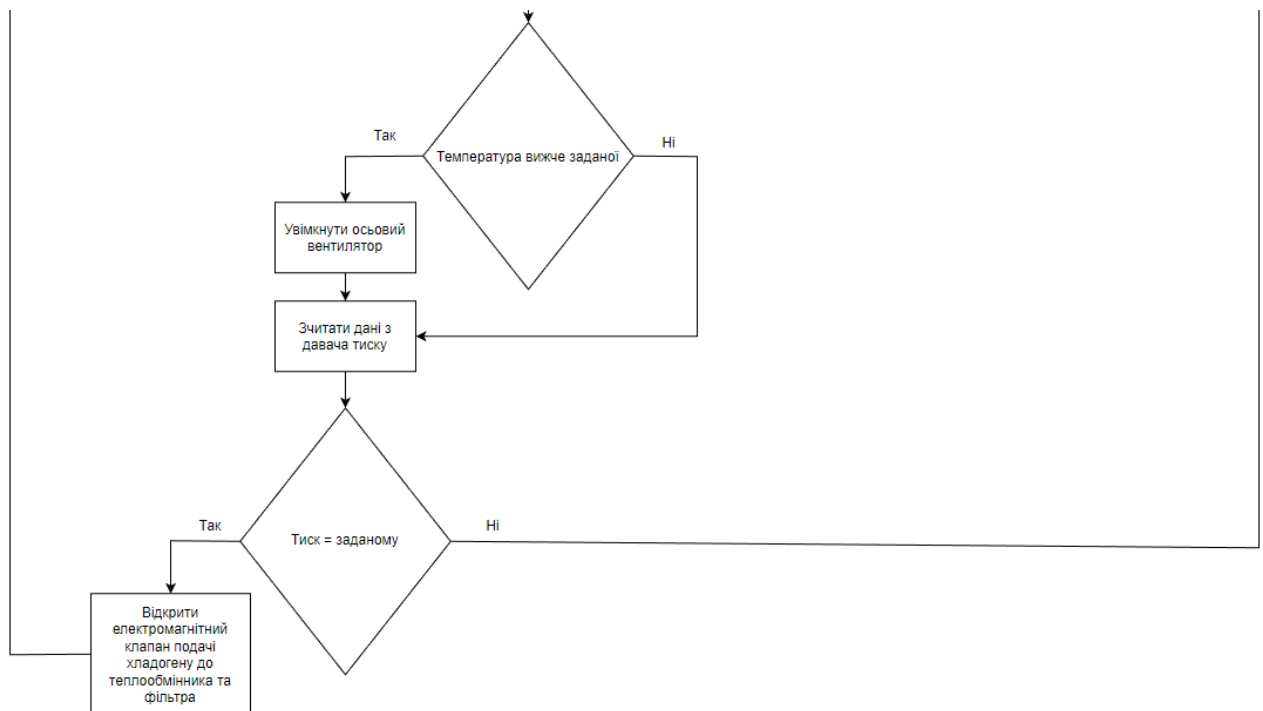 Так
Ні
Температура вижче заданої
Увімкнути осьовий
вентилятор
Зчитати дані з
давача тиску
Так
Ні
Тиск = заданому
Відкрити
електромагнітний
клапан подачі
хладогену до
теплообмінника та
фільтра